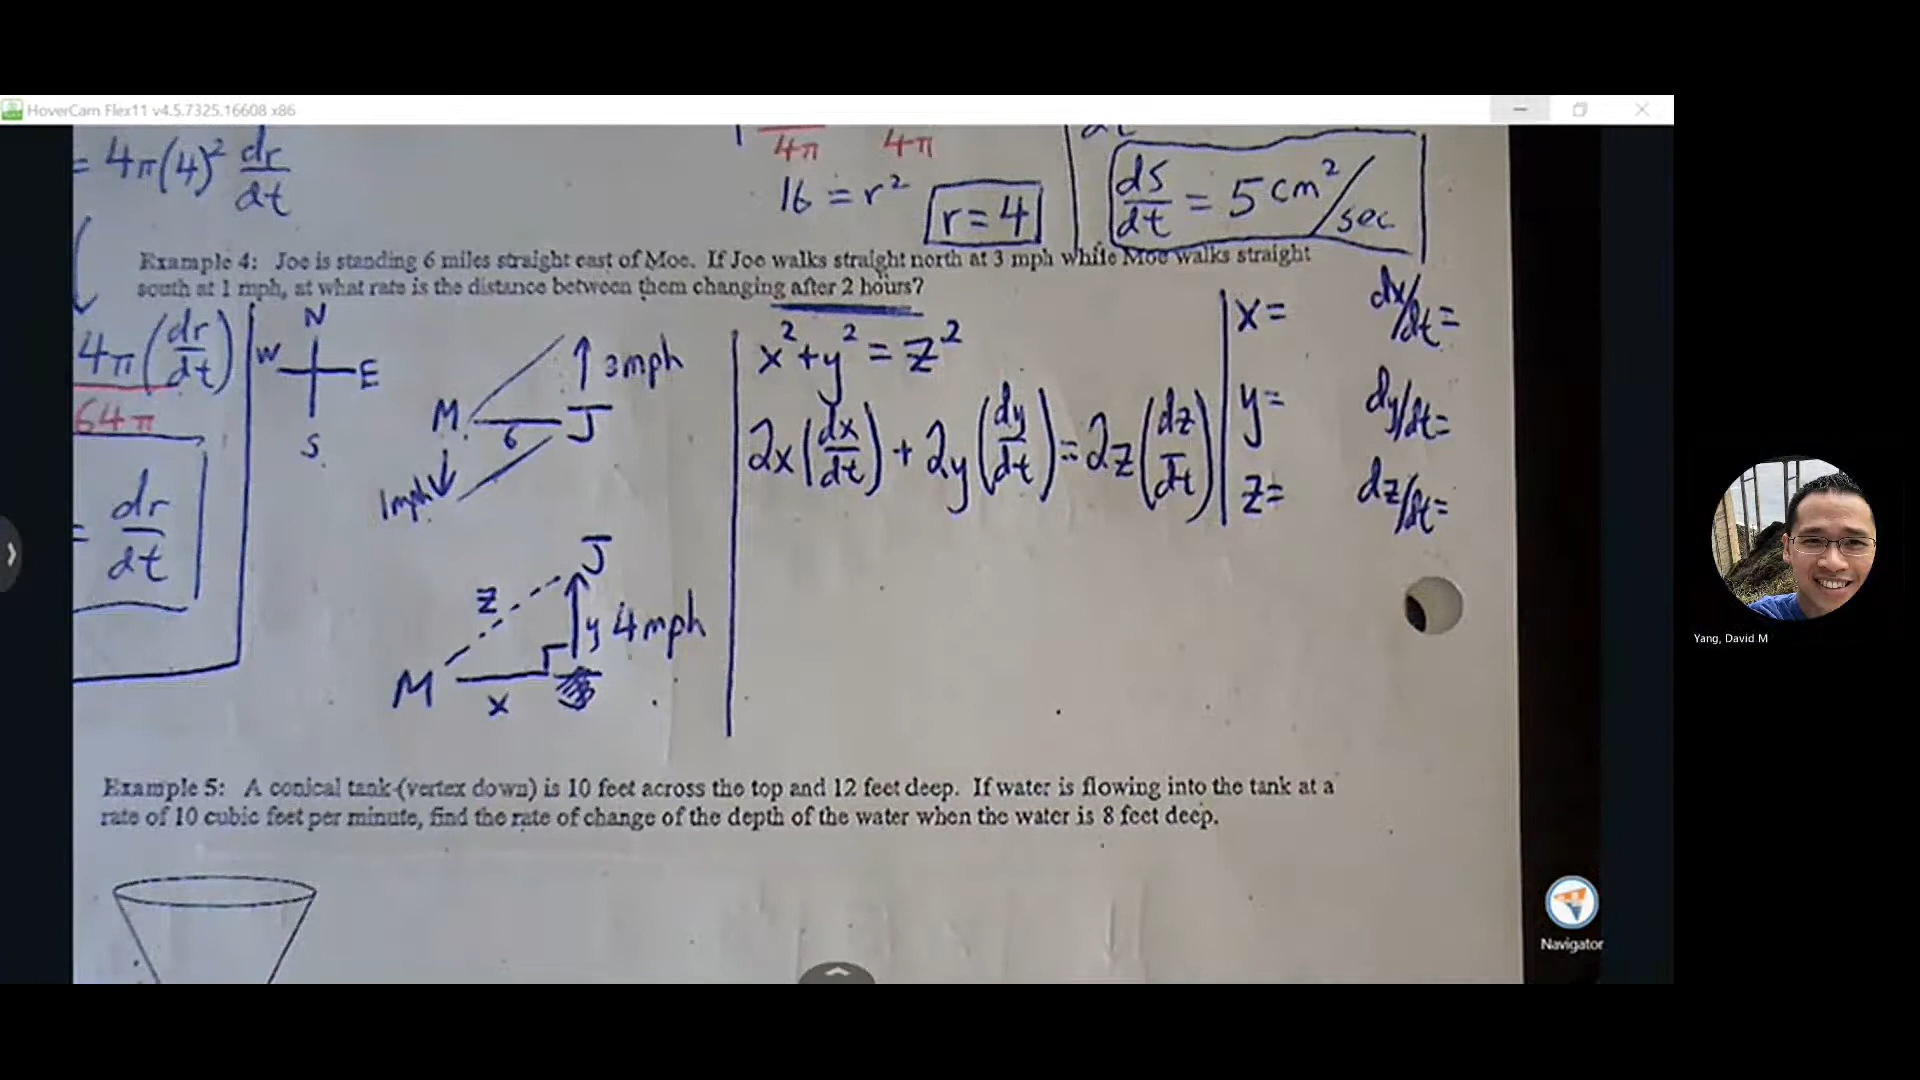 HoverCam Flex11 v4.5.7325.16608 x86
= 4π(4)² dr/dt
4π 4π
16 = r²
r = 4
dS/dt = 5 cm²/sec
Example 4: Joe is standing 6 miles straight east of Moe. If Joe walks straight north at 3 mph while Moe walks straight
south at 1 mph, at what rate is the distance between them changing after 2 hours?
4π(dr/dt)
64π
= dr/dt
N
W E
S
3mph
M 6 J
1mph
x² + y² = z²
2x(dx/dt) + 2y(dy/dt) = 2z(dz/dt)
x= dx/dt=
y= dy/dt=
z= dz/dt=
J
z y 4mph
M x
Example 5: A conical tank (vertex down) is 10 feet across the top and 12 feet deep. If water is flowing into the tank at a
rate of 10 cubic feet per minute, find the rate of change of the depth of the water when the water is 8 feet deep.
Yang, David M
Navigator